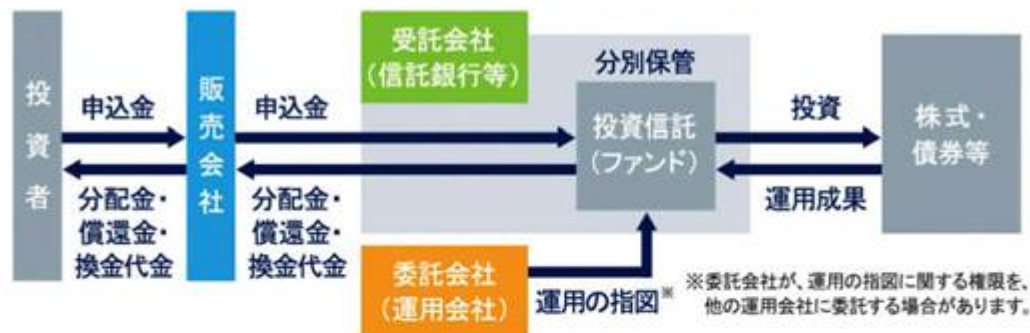 投資者
申込金
分配金・
償還金・
換金代金
販売会社
申込金
分配金・
償還金・
換金代金
受託会社
(信託銀行等)
分別保管
投資信託
(ファンド)
委託会社
(運用会社)
運用の指図※
投資
運用成果
株式・
債券等
※委託会社が、運用の指図に関する権限を、
他の運用会社に委託する場合があります。